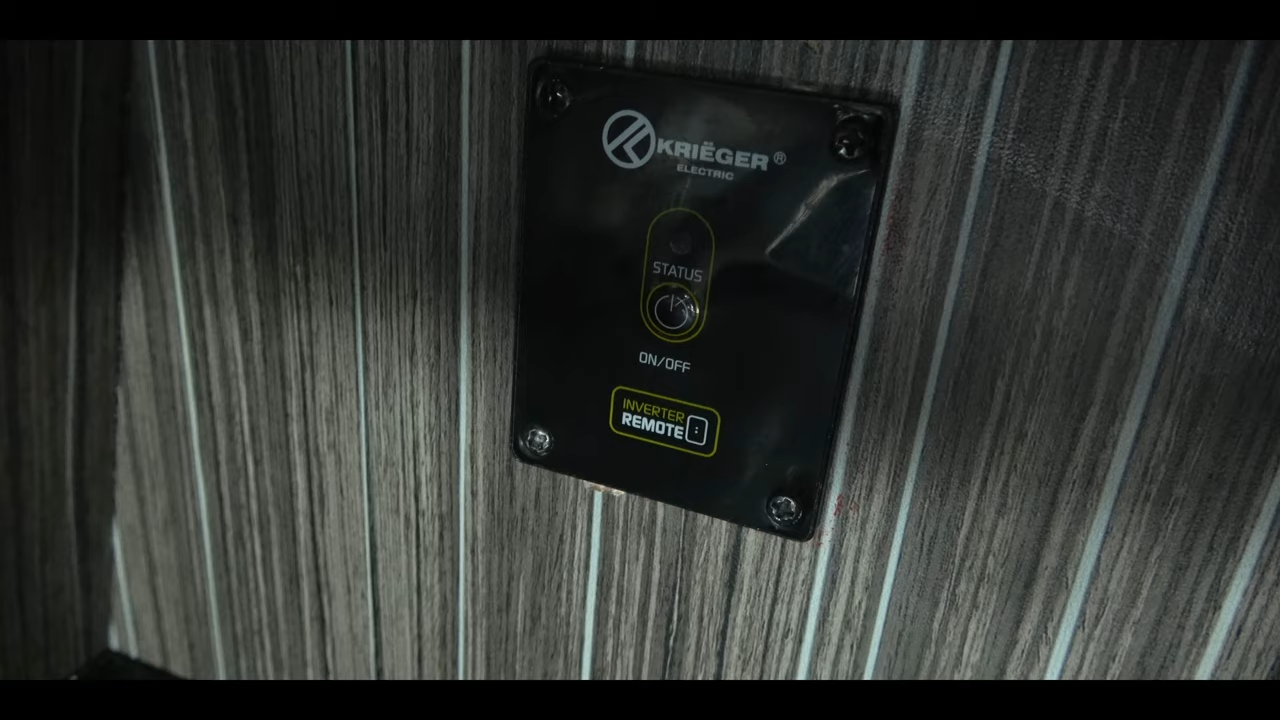 KRIËGER®
ELECTRIC
STATUS
ON/OFF
INVERTER
REMOTE